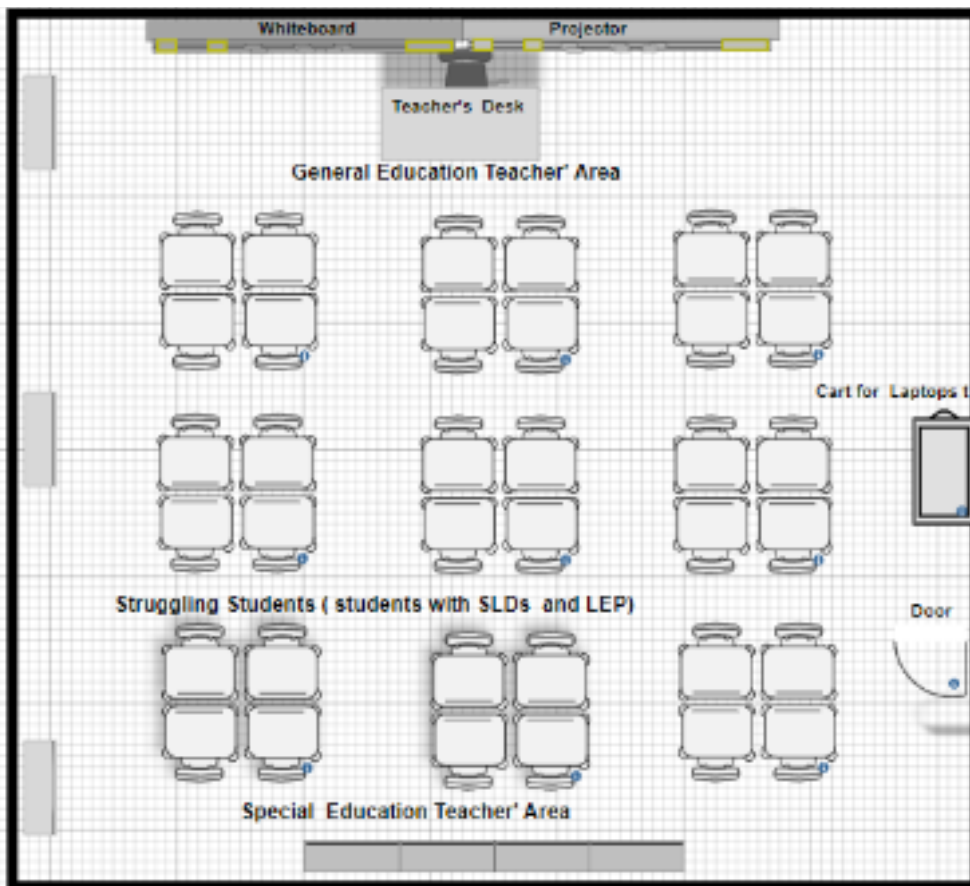 Whiteboard
Projector
Teacher's Desk
General Education Teacher' Area
Cart for Laptops t
Struggling Students ( students with SLDs and LEP)
Door
Special Education Teacher' Area